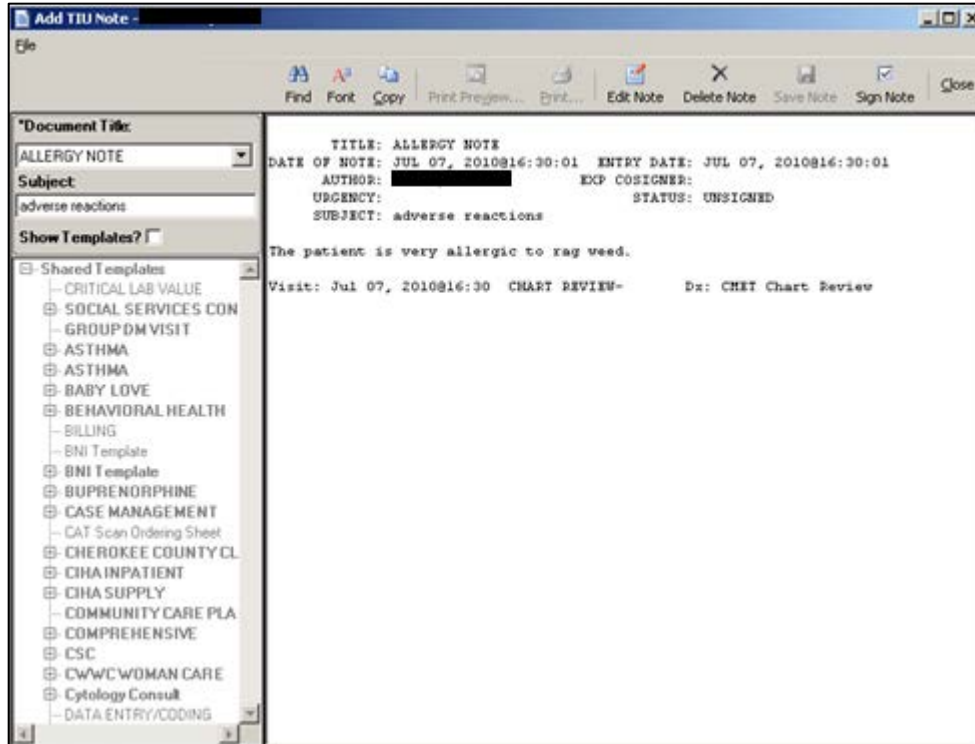 Add TIU Note -
File
Find Font Copy Print Preview... Print... Edit Note Delete Note Save Note Sign Note Close
*Document Title:
ALLERGY NOTE
Subject:
adverse reactions
Show Templates?
Shared Templates
CRITICAL LAB VALUE
SOCIAL SERVICES CON
GROUP DM VISIT
ASTHMA
ASTHMA
BABY LOVE
BEHAVIORAL HEALTH
BILLING
BNI Template
BNI Template
BUPRENORPHINE
CASE MANAGEMENT
CAT Scan Ordering Sheet
CHEROKEE COUNTY CL
CIHA INPATIENT
CIHA SUPPLY
COMMUNITY CARE PLA
COMPREHENSIVE
CSC
CWWC WOMAN CARE
Cytology Consult
DATA ENTRY/CODING
TITLE: ALLERGY NOTE
DATE OF NOTE: JUL 07, 2010@16:30:01 ENTRY DATE: JUL 07, 2010@16:30:01
AUTHOR: EXP COSIGNER:
URGENCY: STATUS: UNSIGNED
SUBJECT: adverse reactions
The patient is very allergic to rag weed.
Visit: Jul 07, 2010@16:30 CHART REVIEW- Dx: CMET Chart Review